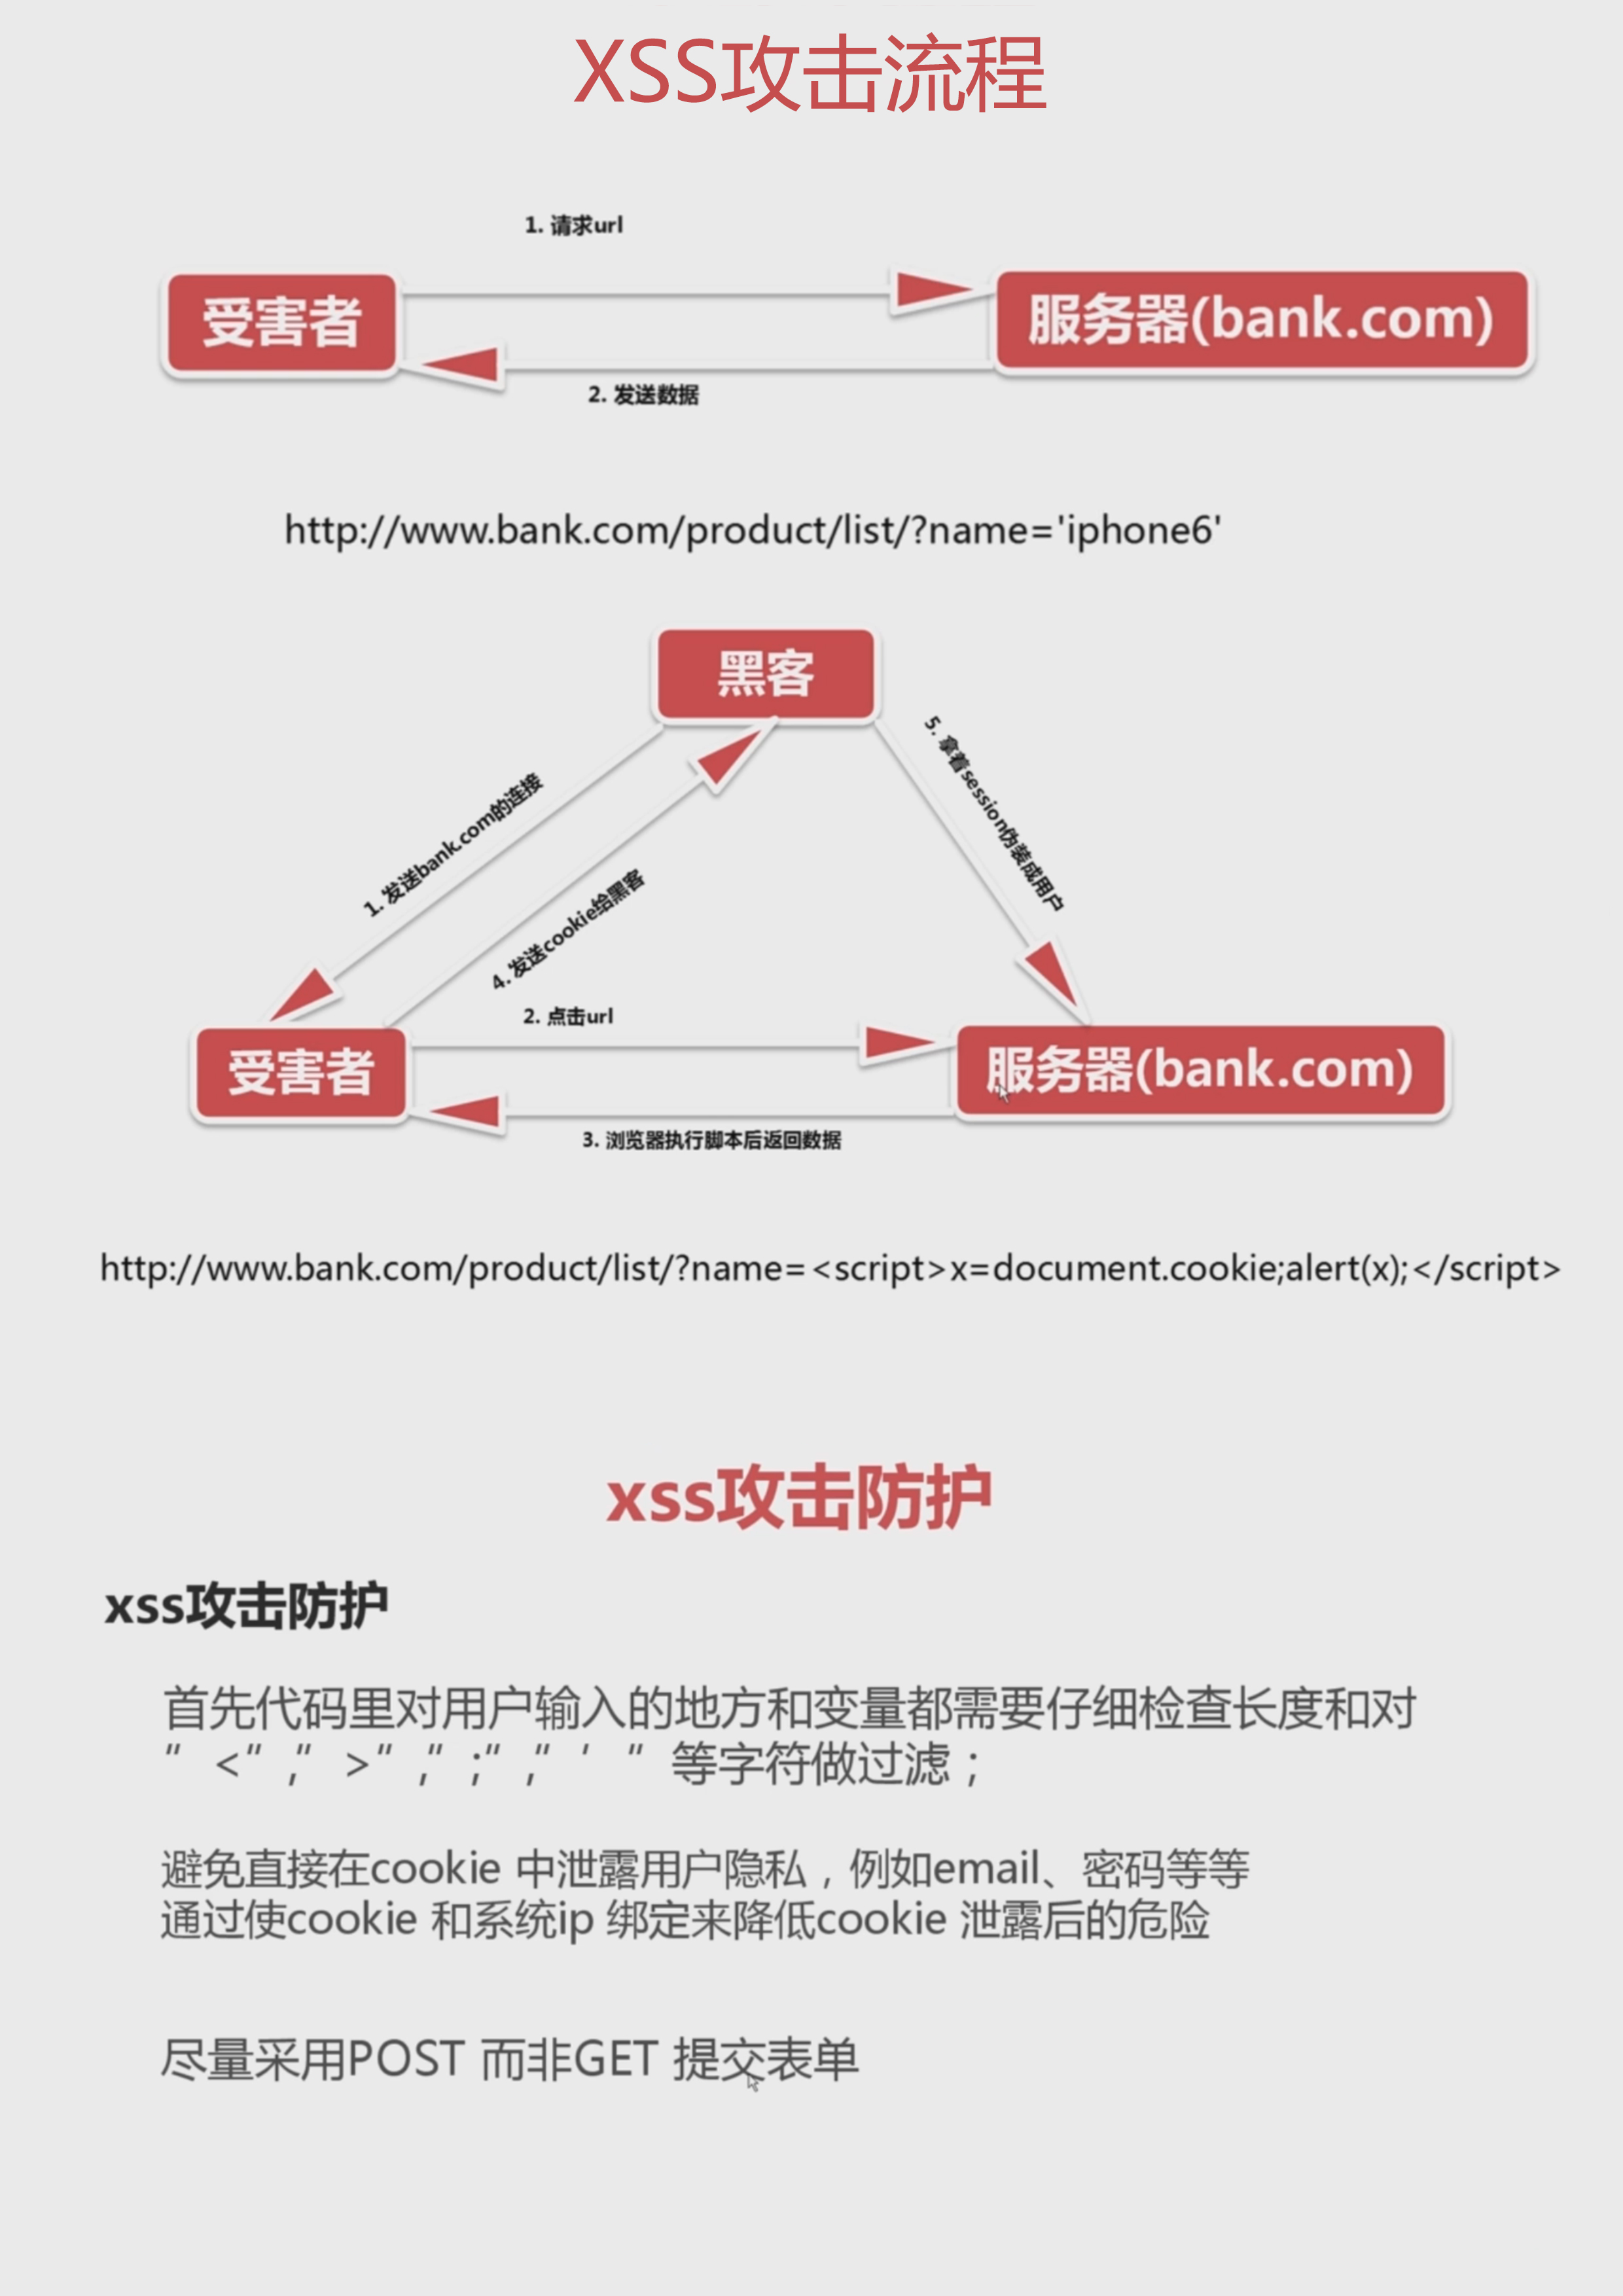 XSS攻击流程
1. 请求url
受害者
服务器(bank.com)
2. 发送数据
http://www.bank.com/product/list/?name='iphone6'
黑客
1. 发送bank.com的连接
4. 发送cookie给黑客
5. 拿着session伪装成用户
2. 点击url
受害者
服务器(bank.com)
3. 浏览器执行脚本后返回数据
http://www.bank.com/product/list/?name=<script>x=document.cookie;alert(x);</script>
xss攻击防护
xss攻击防护
首先代码里对用户输入的地方和变量都需要仔细检查长度和对
” <“ ,” >” ,” ;“ ,” ‘ ” 等字符做过滤；
避免直接在cookie 中泄露用户隐私，例如email、密码等等
通过使cookie 和系统ip 绑定来降低cookie 泄露后的危险
尽量采用POST 而非GET 提交表单